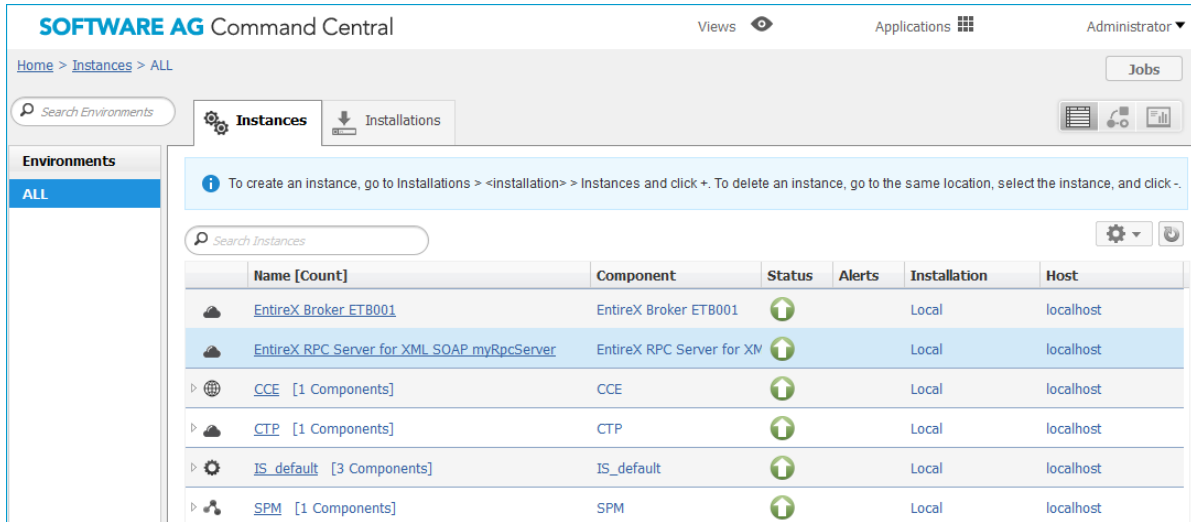 SOFTWARE AG Command Central Views Applications Administrator
Home > Instances > ALL
Jobs
Search Environments Instances Installations
Environments
ALL
To create an instance, go to Installations > <installation> > Instances and click +. To delete an instance, go to the same location, select the instance, and click -.
Search Instances
Name [Count] Component Status Alerts Installation Host
EntireX Broker ETB001 EntireX Broker ETB001 Local localhost
EntireX RPC Server for XML SOAP myRpcServer EntireX RPC Server for XM Local localhost
CCE [1 Components] CCE Local localhost
CTP [1 Components] CTP Local localhost
IS_default [3 Components] IS_default Local localhost
SPM [1 Components] SPM Local localhost